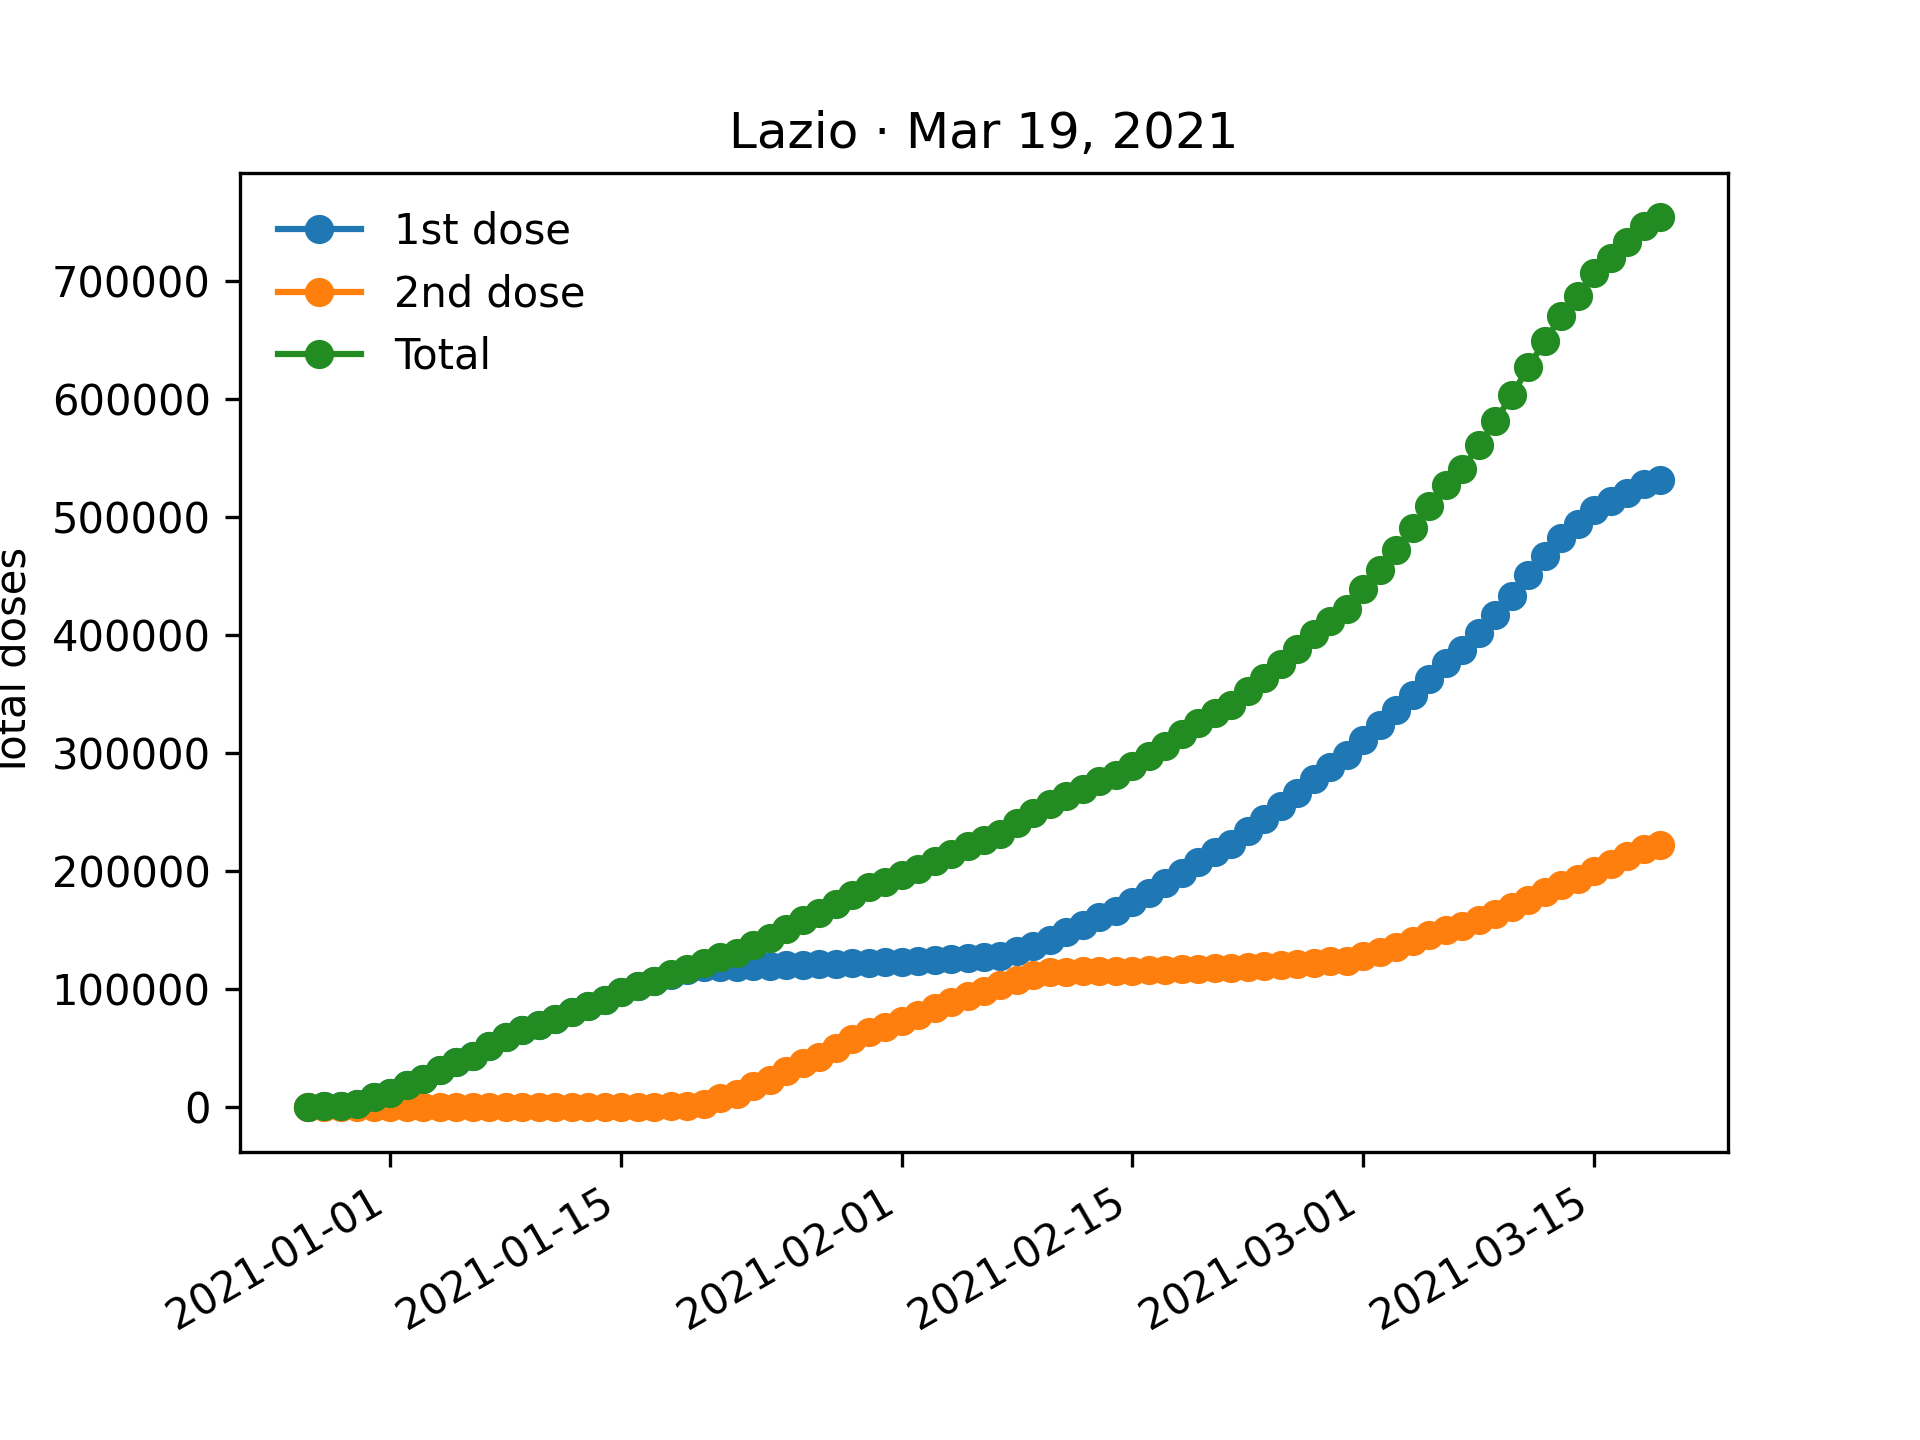 Lazio · Mar 19, 2021
1st dose
2nd dose
Total
Total doses
700000
600000
500000
400000
300000
200000
100000
0
2021-01-01
2021-01-15
2021-02-01
2021-02-15
2021-03-01
2021-03-15